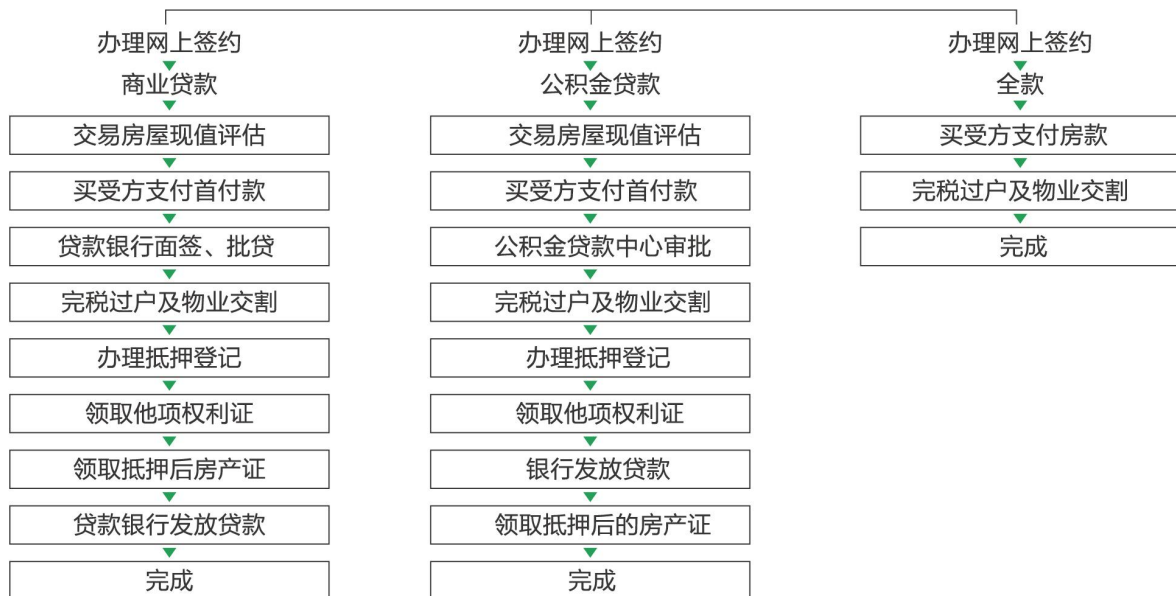 办理网上签约
商业贷款
交易房屋现值评估
买受方支付首付款
贷款银行面签、批贷
完税过户及物业交割
办理抵押登记
领取他项权利证
领取抵押后房产证
贷款银行发放贷款
完成
办理网上签约
公积金贷款
交易房屋现值评估
买受方支付首付款
公积金贷款中心审批
完税过户及物业交割
办理抵押登记
领取他项权利证
银行发放贷款
领取抵押后的房产证
完成
办理网上签约
全款
买受方支付房款
完税过户及物业交割
完成